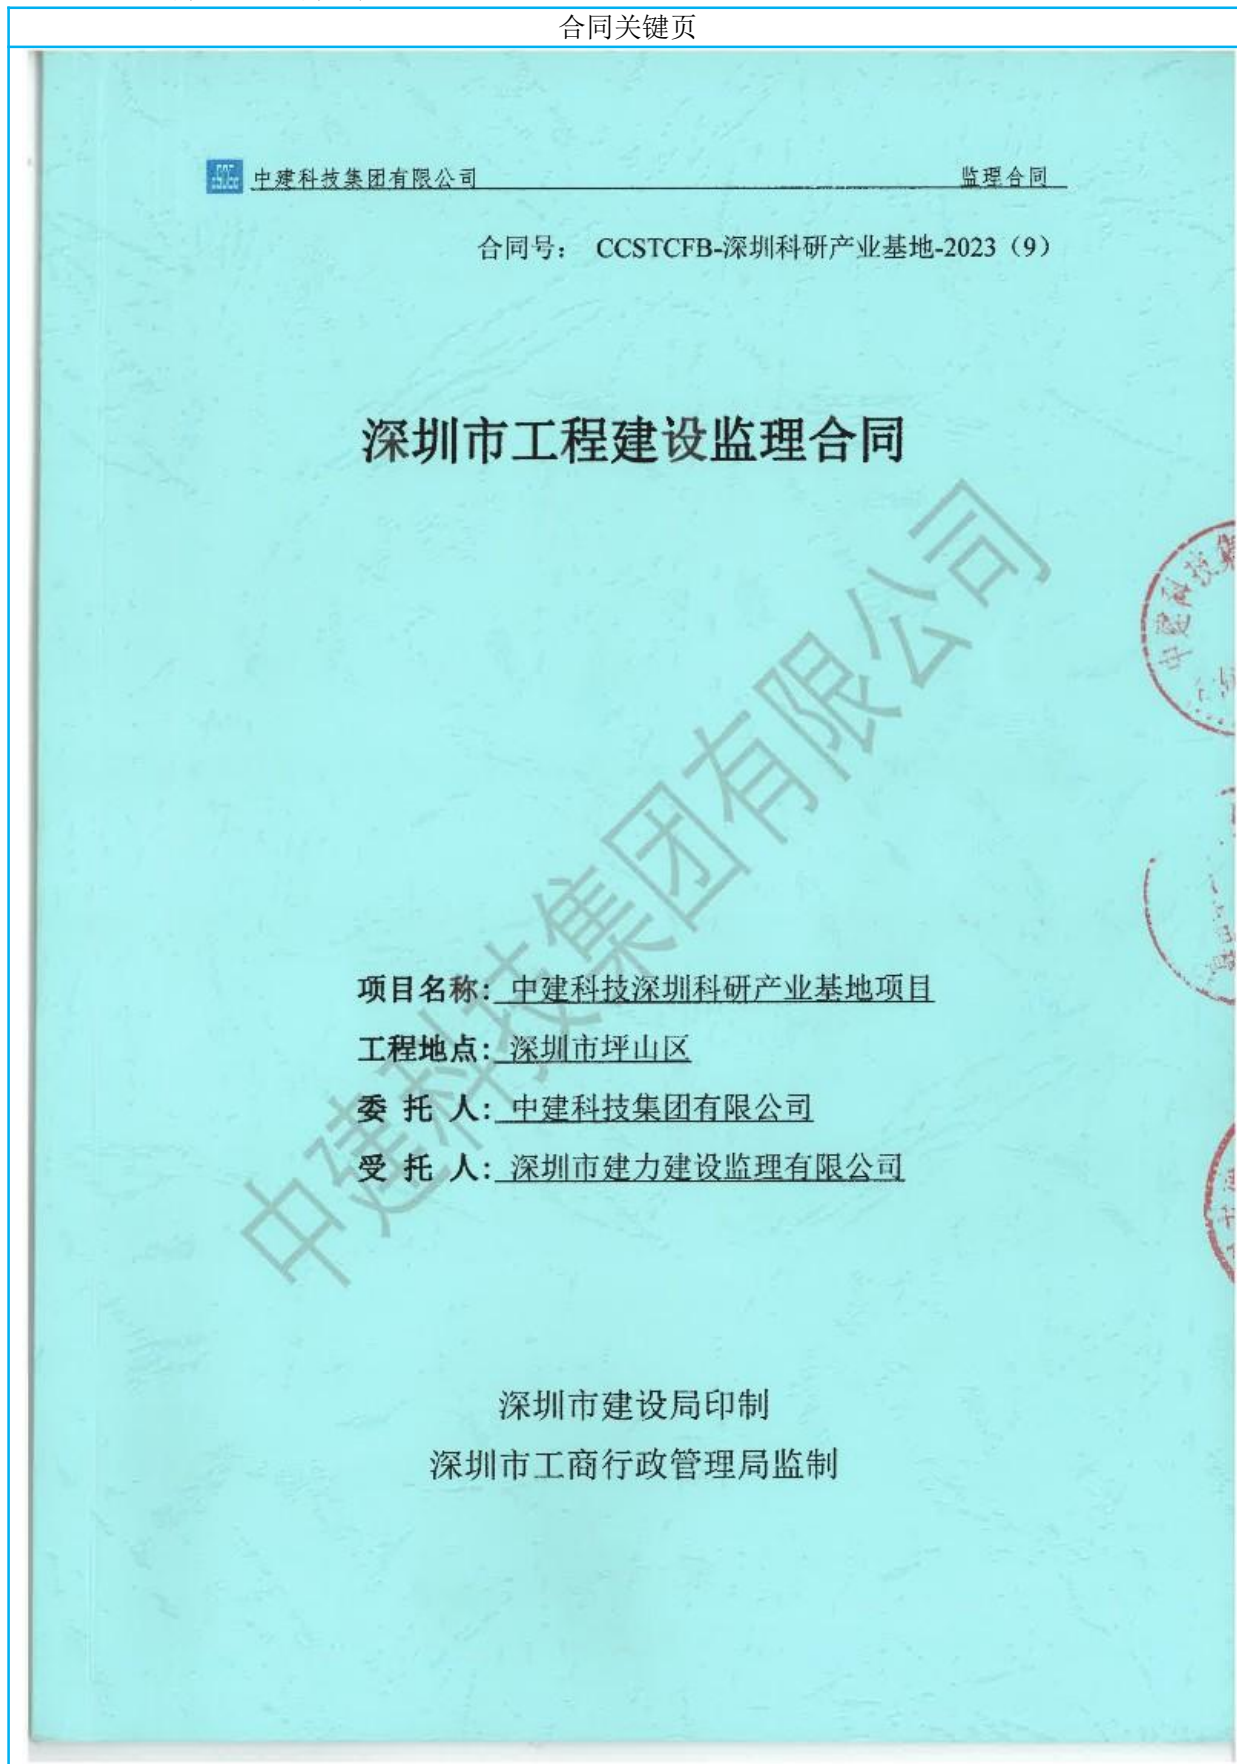 合同关键页
中建科技集团有限公司 监理合同
合同号： CCSTCFB-深圳科研产业基地-2023（9）
深圳市工程建设监理合同
中建科技集团有限公司
中建科技集
项目名称：中建科技深圳科研产业基地项目
工程地点：深圳市坪山区
委 托 人：中建科技集团有限公司
受 托 人：深圳市建力建设监理有限公司
深圳市建设局印制
深圳市工商行政管理局监制